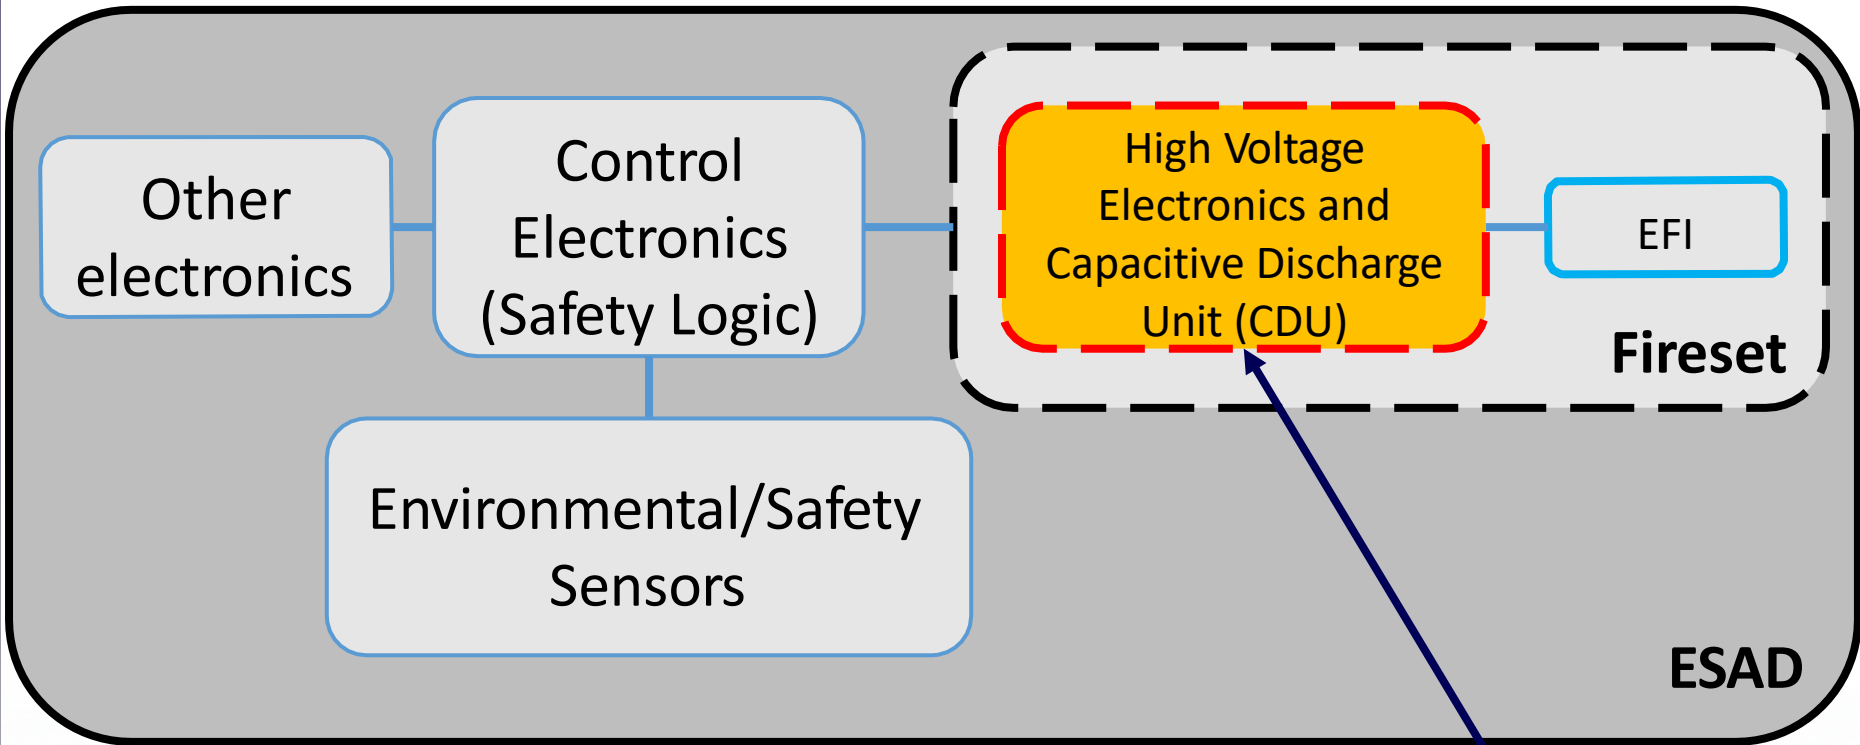 Other
electronics
Control
Electronics
(Safety Logic)
High Voltage
Electronics and
Capacitive Discharge
Unit (CDU)
EFI
Fireset
Environmental/Safety
Sensors
ESAD